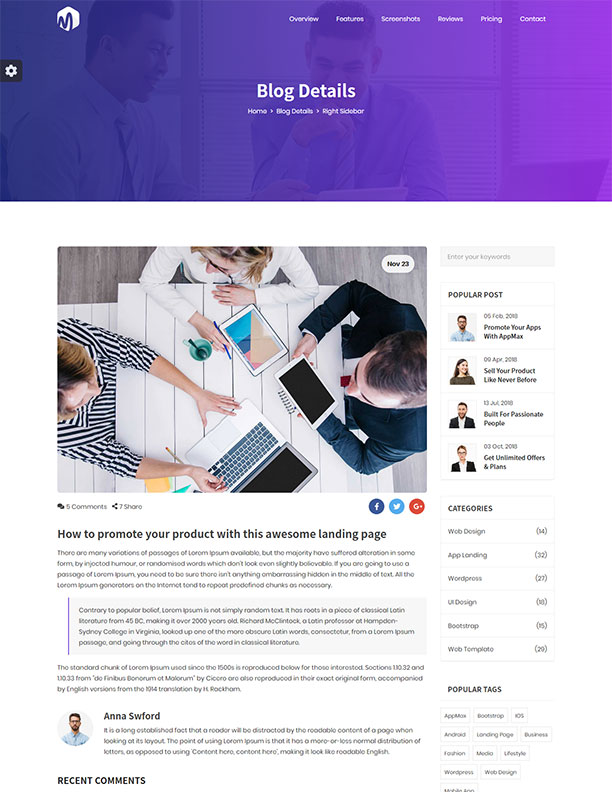 Overview Features Screenshots Reviews Pricing Contact
Blog Details
Home > Blog Details > Right Sidebar
Nov 23
5 Comments 7 Share
How to promote your product with this awesome landing page
There are many variations of passages of Lorem Ipsum available, but the majority have suffered alteration in some
form, by injected humour, or randomised words which don't look even slightly believable. If you are going to use a
passage of Lorem Ipsum, you need to be sure there isn't anything embarrassing hidden in the middle of text. All the
Lorem Ipsum generators on the Internet tend to repeat predefined chunks as necessary.
Contrary to popular belief, Lorem Ipsum is not simply random text. It has roots in a piece of classical Latin
literature from 45 BC, making it over 2000 years old. Richard McClintock, a Latin professor at Hampden-
Sydney College in Virginia, looked up one of the more obscure Latin words, consectetur, from a Lorem Ipsum
passage, and going through the cites of the word in classical literature.
The standard chunk of Lorem Ipsum used since the 1500s is reproduced below for those interested. Sections 1.10.32 and
1.10.33 from "de Finibus Bonorum et Malorum" by Cicero are also reproduced in their exact original form, accompanied
by English versions from the 1914 translation by H. Rackham.
Anna Swford
It is a long established fact that a reader will be distracted by the readable content of a page when
looking at its layout. The point of using Lorem Ipsum is that it has a more-or-less normal distribution of
letters, as opposed to using 'Content here, content here', making it look like readable English.
RECENT COMMENTS
Enter your keywords
POPULAR POST
05 Feb, 2018
Promote Your Apps
With AppMax
09 Apr, 2018
Sell Your Product
Like Never Before
13 Jul, 2018
Built For Passionate
People
03 Oct, 2018
Get Unlimited Offers
& Plans
CATEGORIES
Web Design (14)
App Landing (32)
Wordpress (27)
UI Design (18)
Bootstrap (15)
Web Template (29)
POPULAR TAGS
AppMax Bootstrap IOS
Android Landing Page Business
Fashion Media Lifestyle
Wordpress Web Design
Mobile App